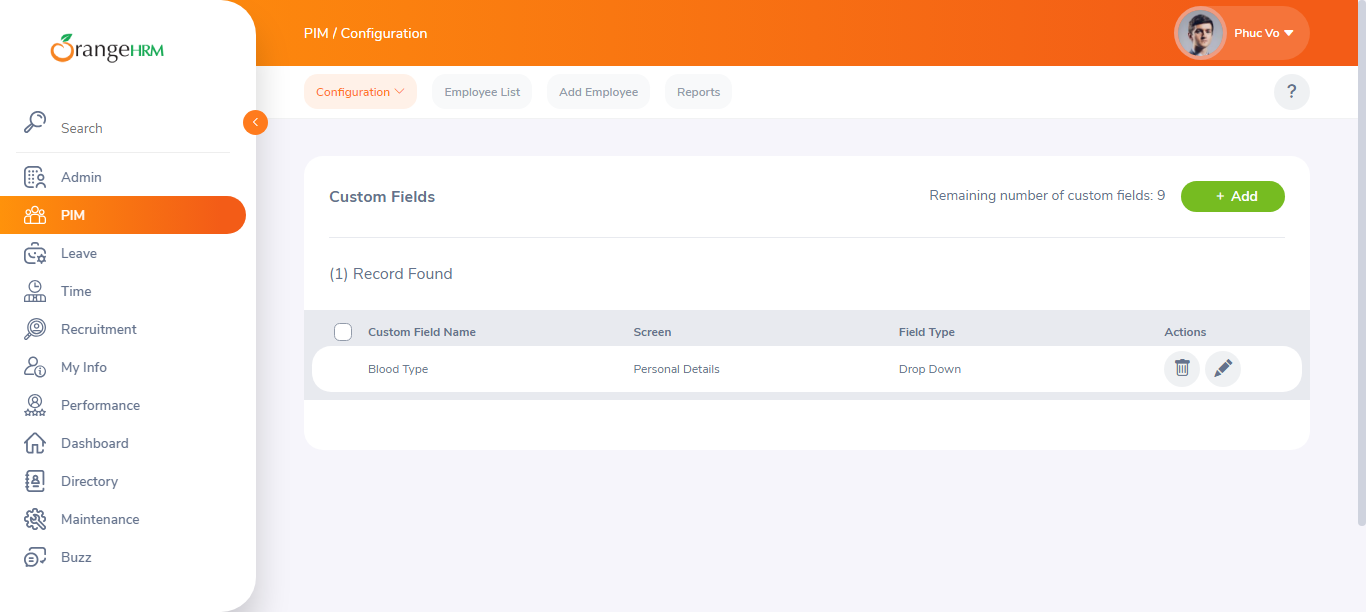 OrangeHRM
PIM / Configuration
Phuc Vo
Configuration
Employee List
Add Employee
Reports
?
Search
Admin
PIM
Leave
Time
Recruitment
My Info
Performance
Dashboard
Directory
Maintenance
Buzz
Custom Fields
Remaining number of custom fields: 9
+ Add
(1) Record Found
Custom Field Name Screen Field Type Actions
Blood Type Personal Details Drop Down